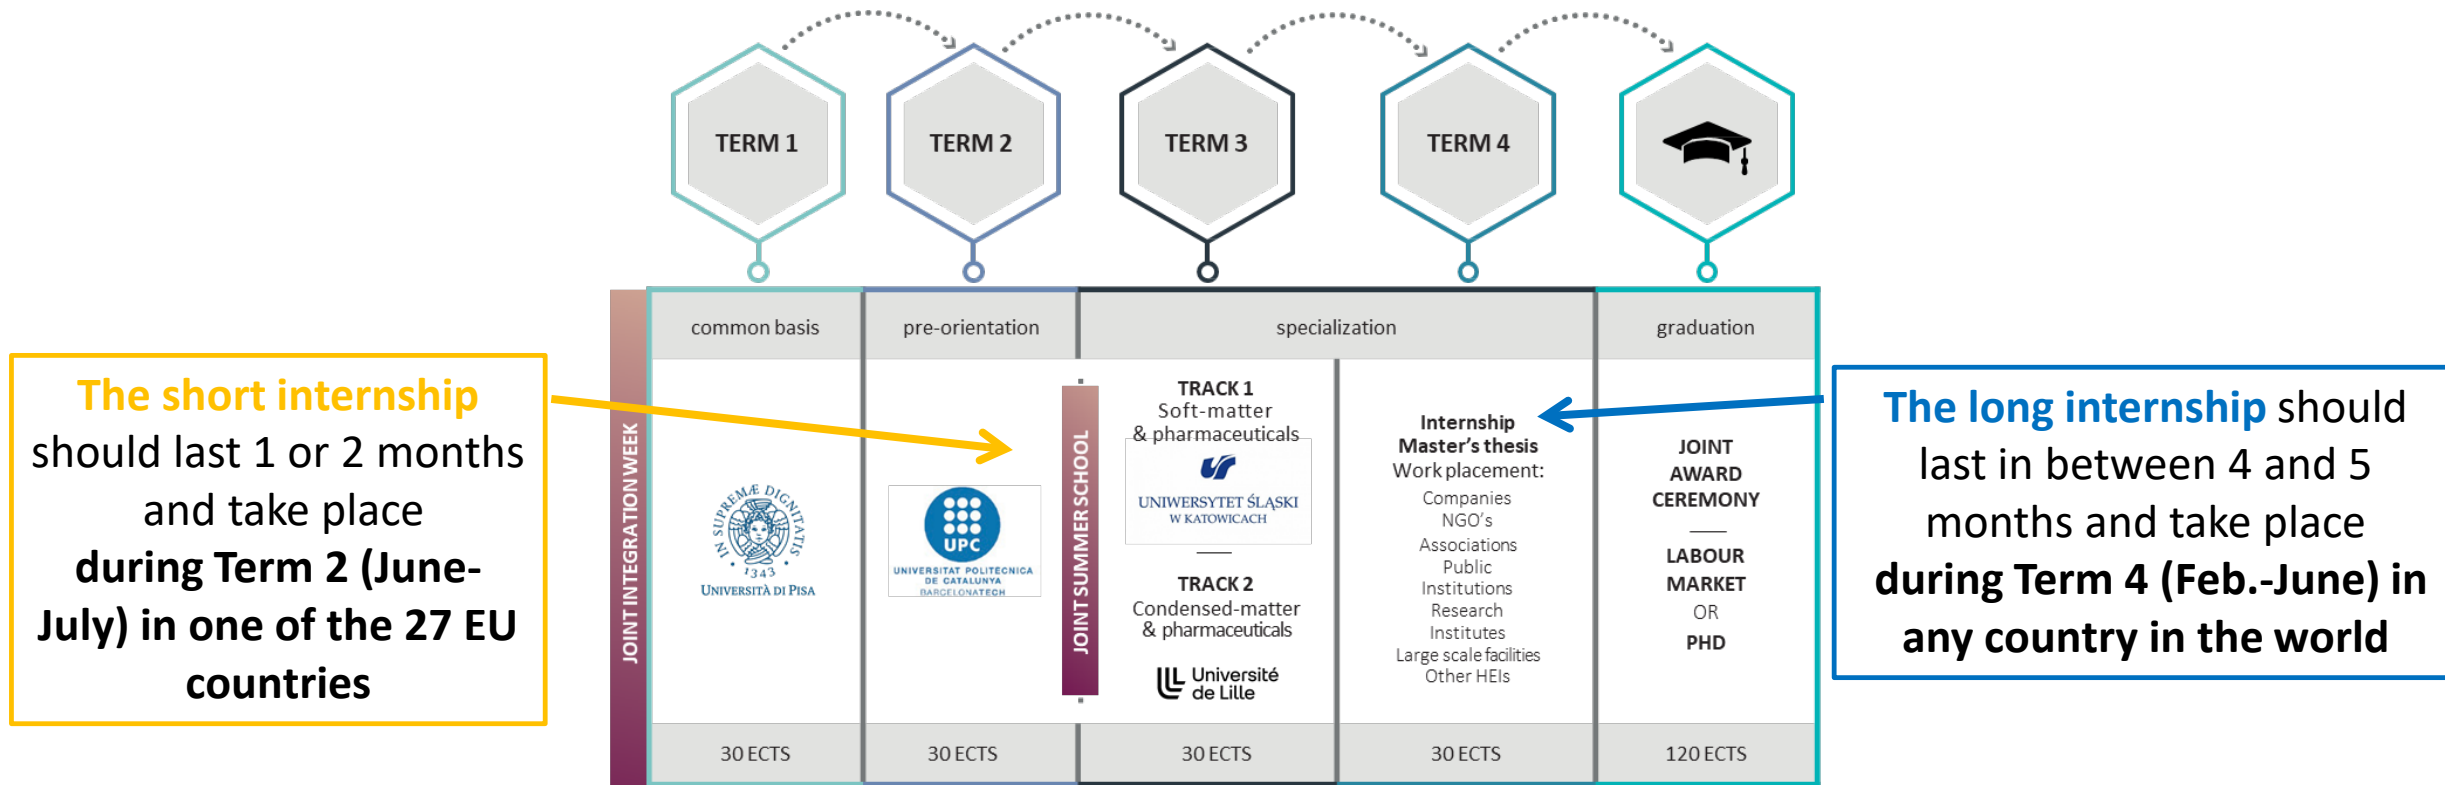 TERM 1
TERM 2
TERM 3
TERM 4
The short internship
should last 1 or 2 months
and take place
during Term 2 (June-
July) in one of the 27 EU
countries
JOINT INTEGRATION WEEK
common basis
pre-orientation
specialization
graduation
IN SUPREMÆ DIGNITATIS
1343
UNIVERSITÀ DI PISA
UPC
UNIVERSITAT POLITÈCNICA
DE CATALUNYA
BARCELONATECH
JOINT SUMMER SCHOOL
TRACK 1
Soft-matter
& pharmaceuticals
UNIWERSYTET ŚLĄSKI
W KATOWICACH
TRACK 2
Condensed-matter
& pharmaceuticals
Université
de Lille
Internship
Master's thesis
Work placement:
Companies
NGO's
Associations
Public
Institutions
Research
Institutes
Large scale facilities
Other HEIs
JOINT
AWARD
CEREMONY
LABOUR
MARKET
OR
PHD
30 ECTS
30 ECTS
30 ECTS
30 ECTS
120 ECTS
The long internship should
last in between 4 and 5
months and take place
during Term 4 (Feb.-June) in
any country in the world